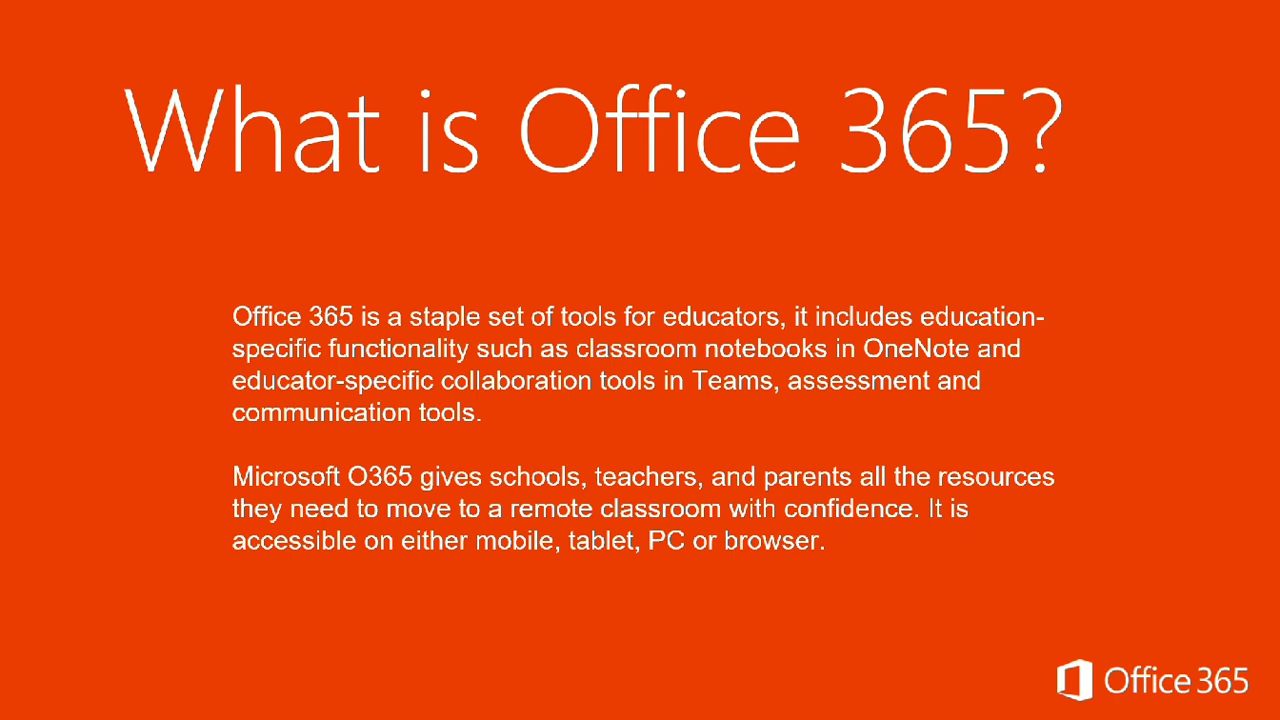 What is Office 365?
Office 365 is a staple set of tools for educators, it includes education-
specific functionality such as classroom notebooks in OneNote and
educator-specific collaboration tools in Teams, assessment and
communication tools.
Microsoft O365 gives schools, teachers, and parents all the resources
they need to move to a remote classroom with confidence. It is
accessible on either mobile, tablet, PC or browser.
Office 365